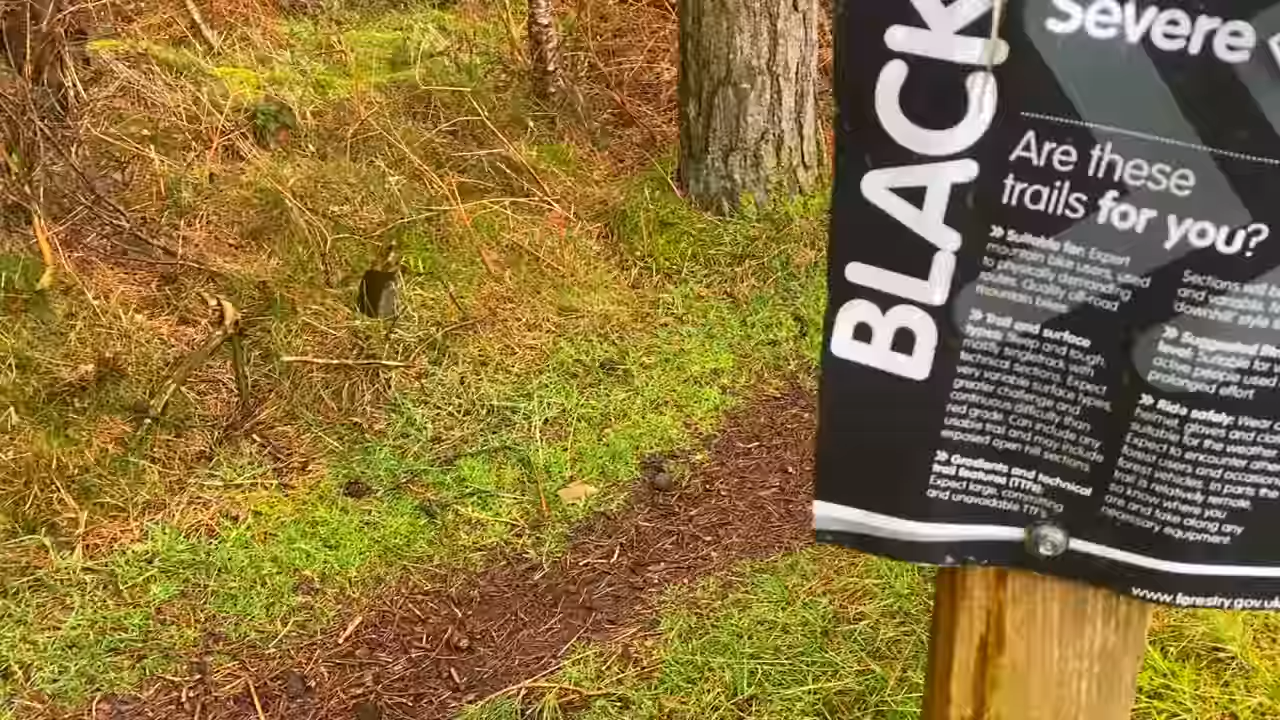 BLACK
Severe
Are these
trails for you?
» Suitable for: Expert
mountain bike users, used
to physically demanding
routes. Quality off-road
mountain bikes.
» Trail and surface
types: Steep and tough,
mostly singletrack with
technical sections. Expect
very variable surface types,
greater challenge and
continuous difficulty than
red grade. Can include any
usable trail and may include
exposed open hill sections.
» Gradients and technical
trail features (TTFs):
Expect large, committing
and unavoidable TTFs.
Sections will
and variable
downhill' style
level: Suitable for
active people used
prolonged effort
» Ride safely: Wear
helmet, gloves and
suitable for the weather.
Expect to encounter other
forest users and occasional
forest vehicles. In parts the
trail is relatively remote,
so know where you
are and take along any
necessary equipment.
www.forestry.gov.uk